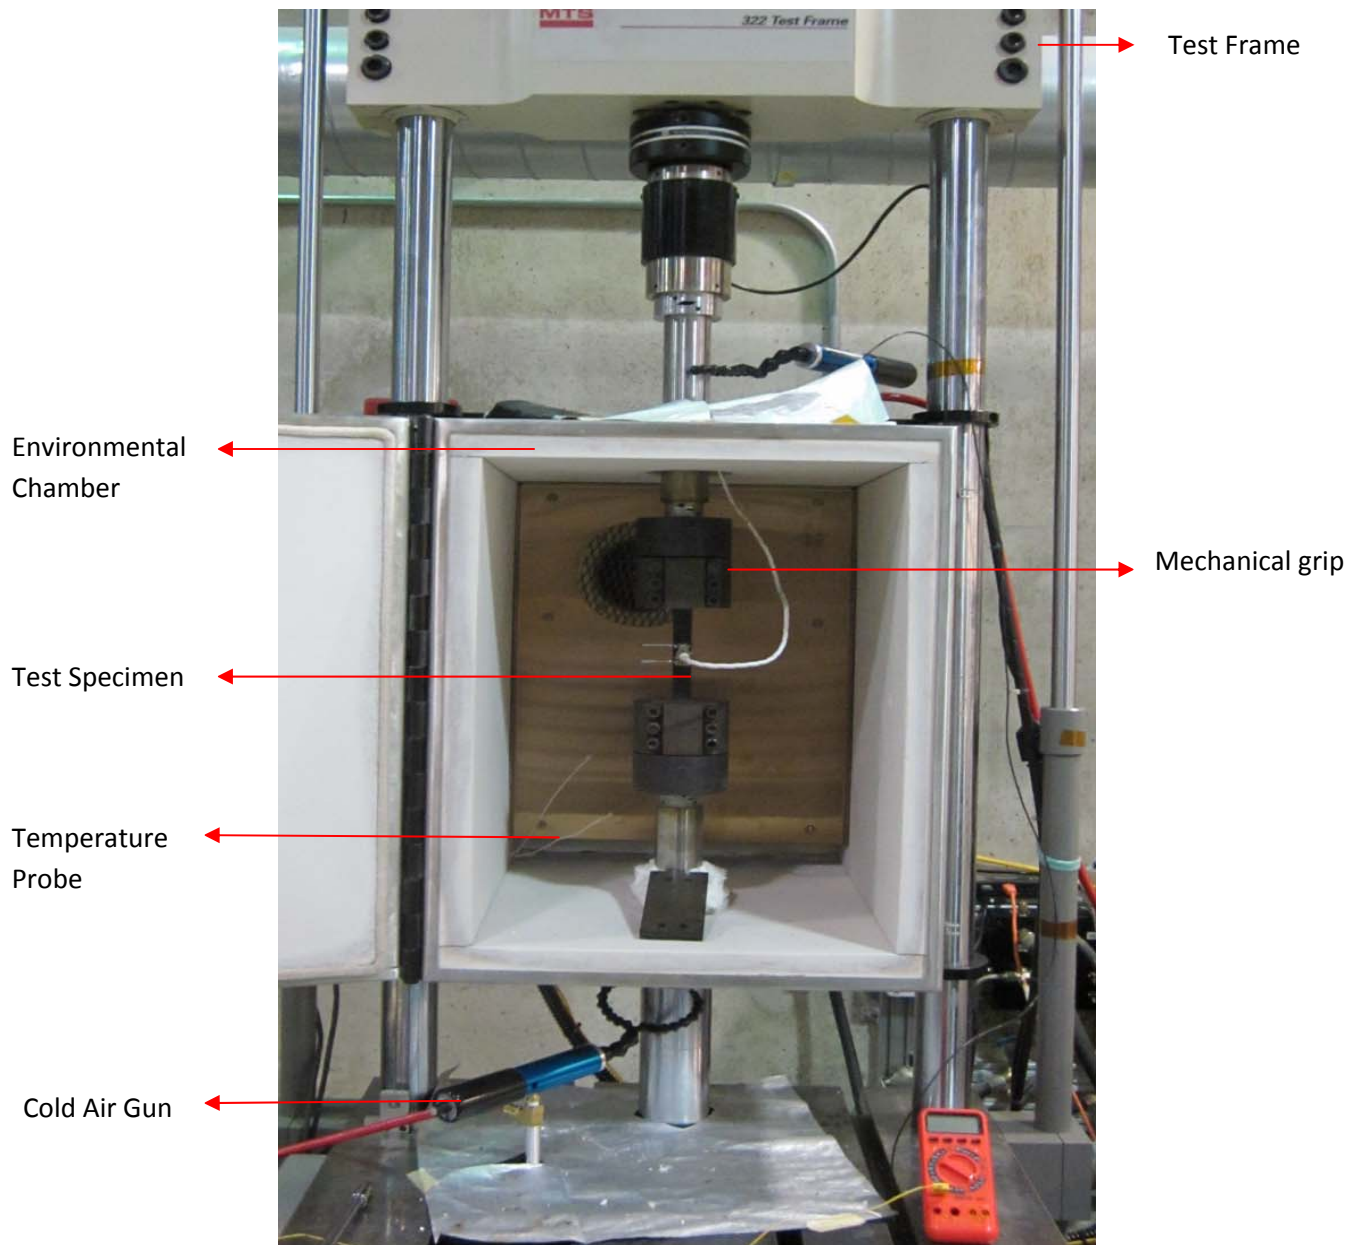 MTS
322 Test Frame
Test Frame
Environmental
Chamber
Mechanical grip
Test Specimen
Temperature
Probe
Cold Air Gun